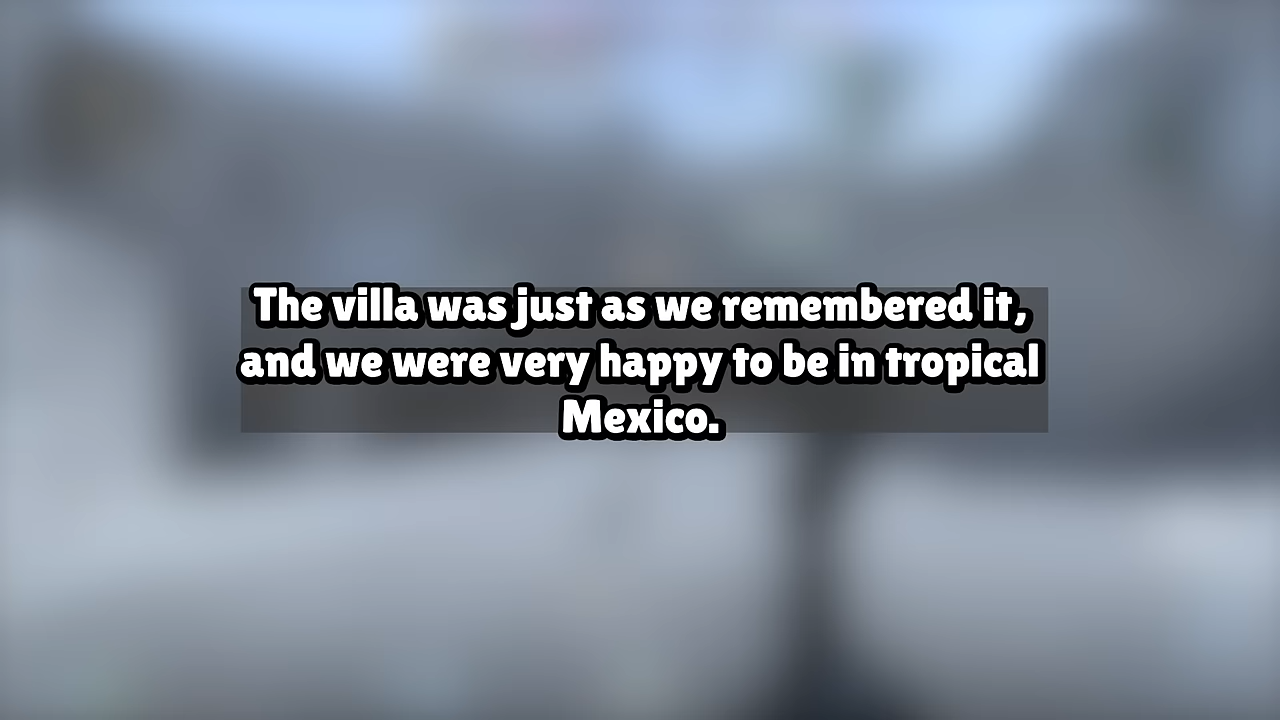 The villa was just as we remembered it,
and we were very happy to be in tropical
Mexico.